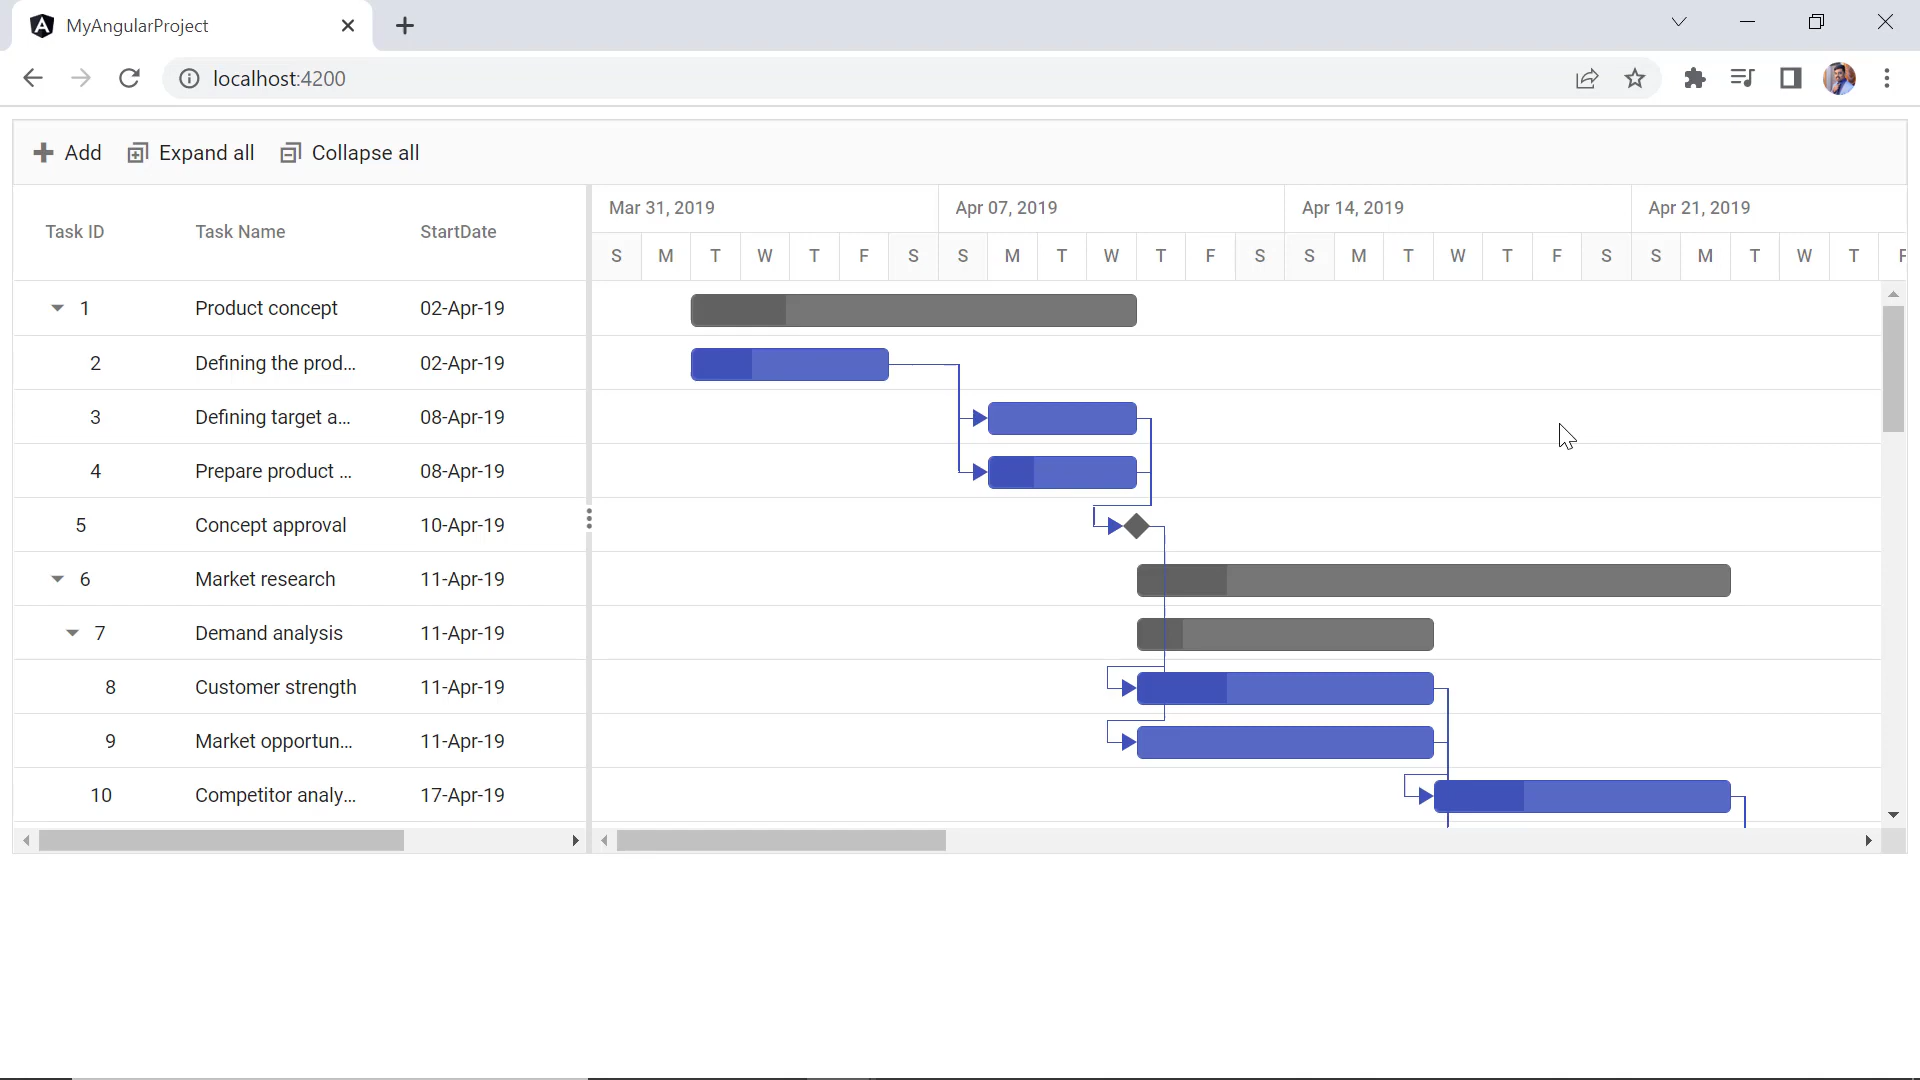 MyAngularProject
localhost:4200
Add Expand all Collapse all
Task ID Task Name StartDate
Mar 31, 2019 Apr 07, 2019 Apr 14, 2019 Apr 21, 2019
S M T W T F S S M T W T F S S M T W T F S S M T W T F
1 Product concept 02-Apr-19
2 Defining the prod... 02-Apr-19
3 Defining target a... 08-Apr-19
4 Prepare product ... 08-Apr-19
5 Concept approval 10-Apr-19
6 Market research 11-Apr-19
7 Demand analysis 11-Apr-19
8 Customer strength 11-Apr-19
9 Market opportun... 11-Apr-19
10 Competitor analy... 17-Apr-19